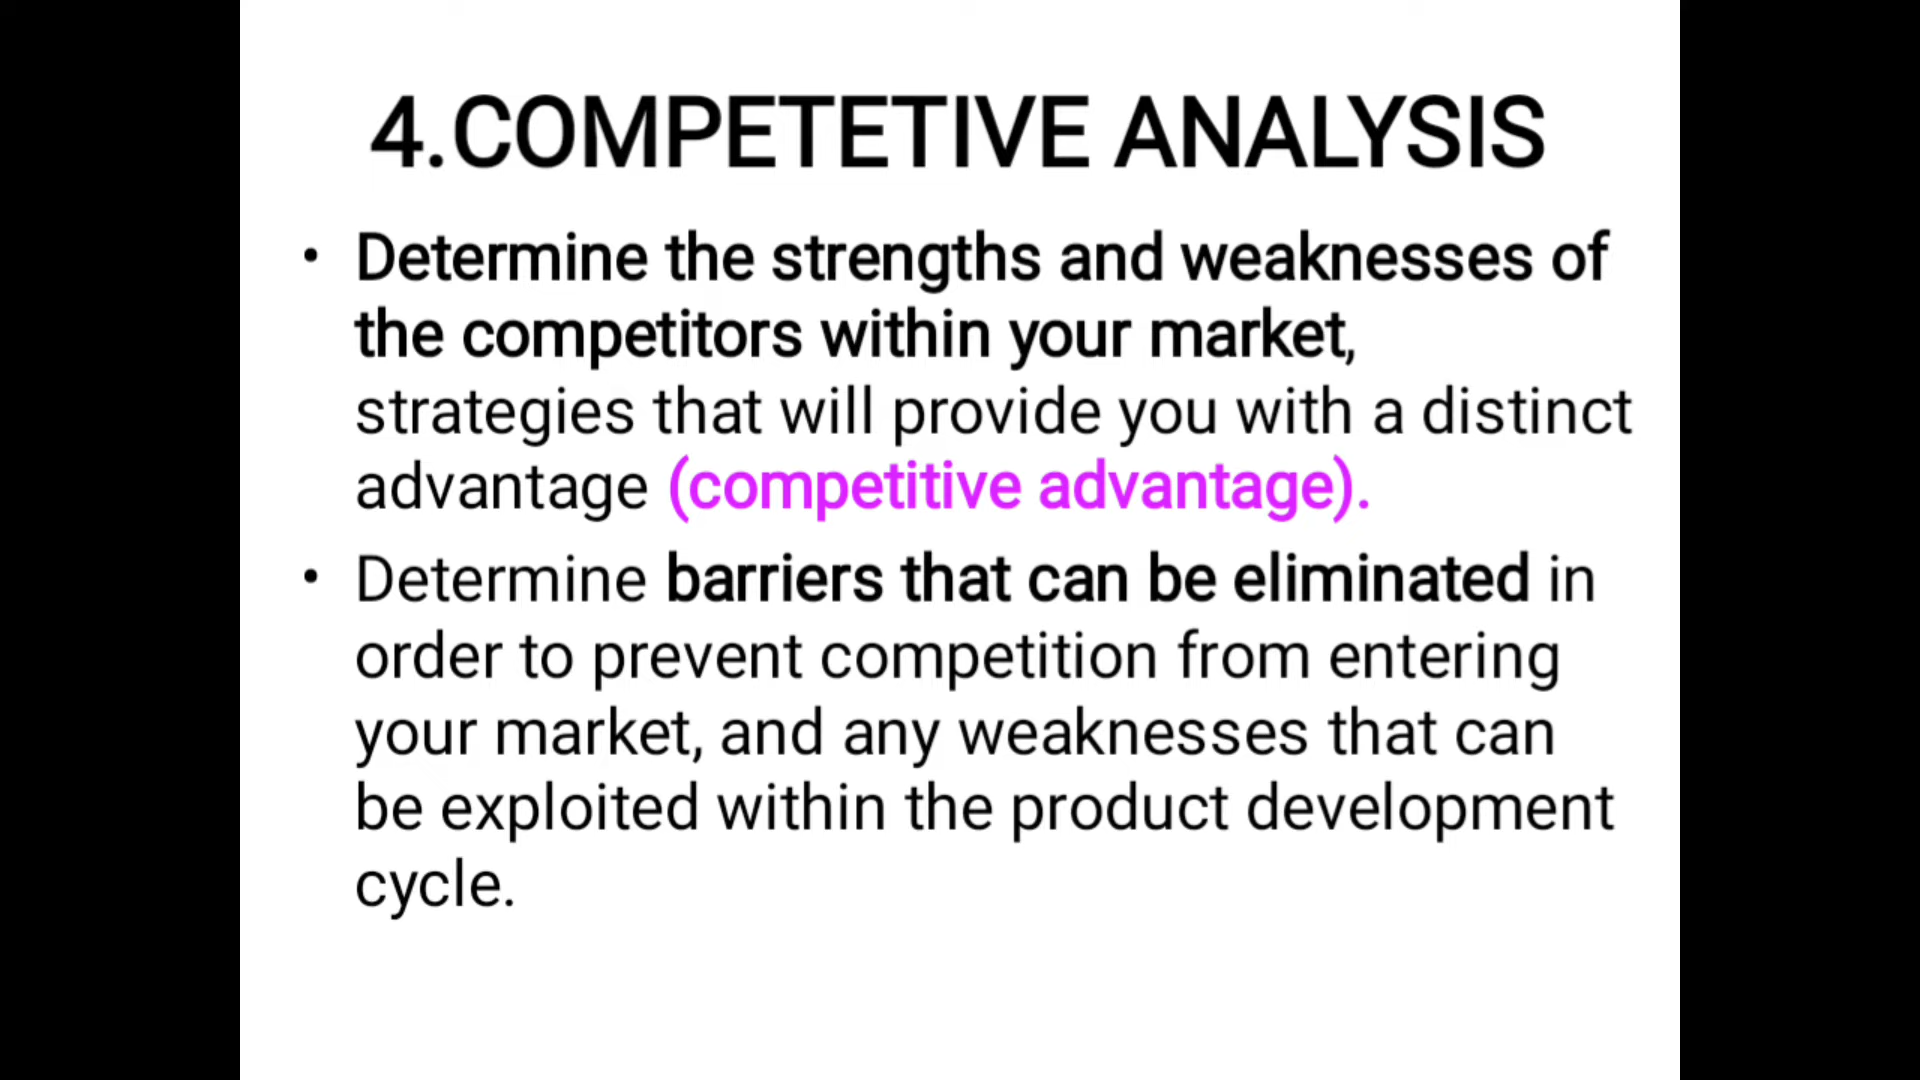 4.COMPETETIVE ANALYSIS
• Determine the strengths and weaknesses of
the competitors within your market,
strategies that will provide you with a distinct
advantage (competitive advantage).
• Determine barriers that can be eliminated in
order to prevent competition from entering
your market, and any weaknesses that can
be exploited within the product development
cycle.